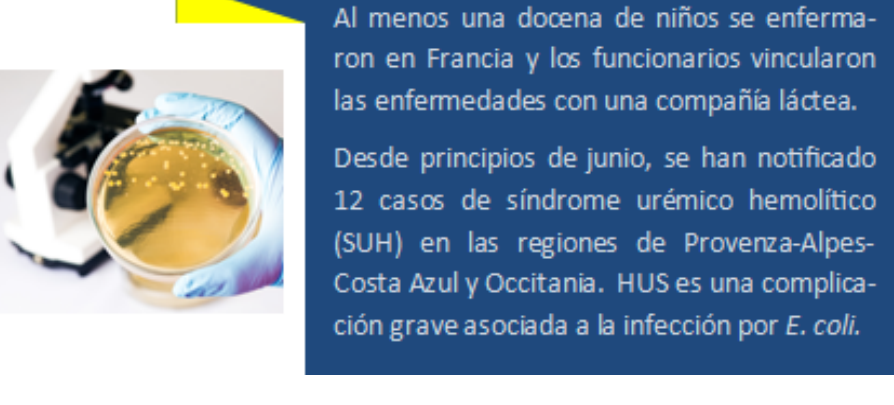 Al menos una docena de niños se enferma-
ron en Francia y los funcionarios vincularon
las enfermedades con una compañía láctea.
Desde principios de junio, se han notificado
12 casos de síndrome urémico hemolítico
(SUH) en las regiones de Provenza-Alpes-
Costa Azul y Occitania. HUS es una complica-
ción grave asociada a la infección por E. coli.